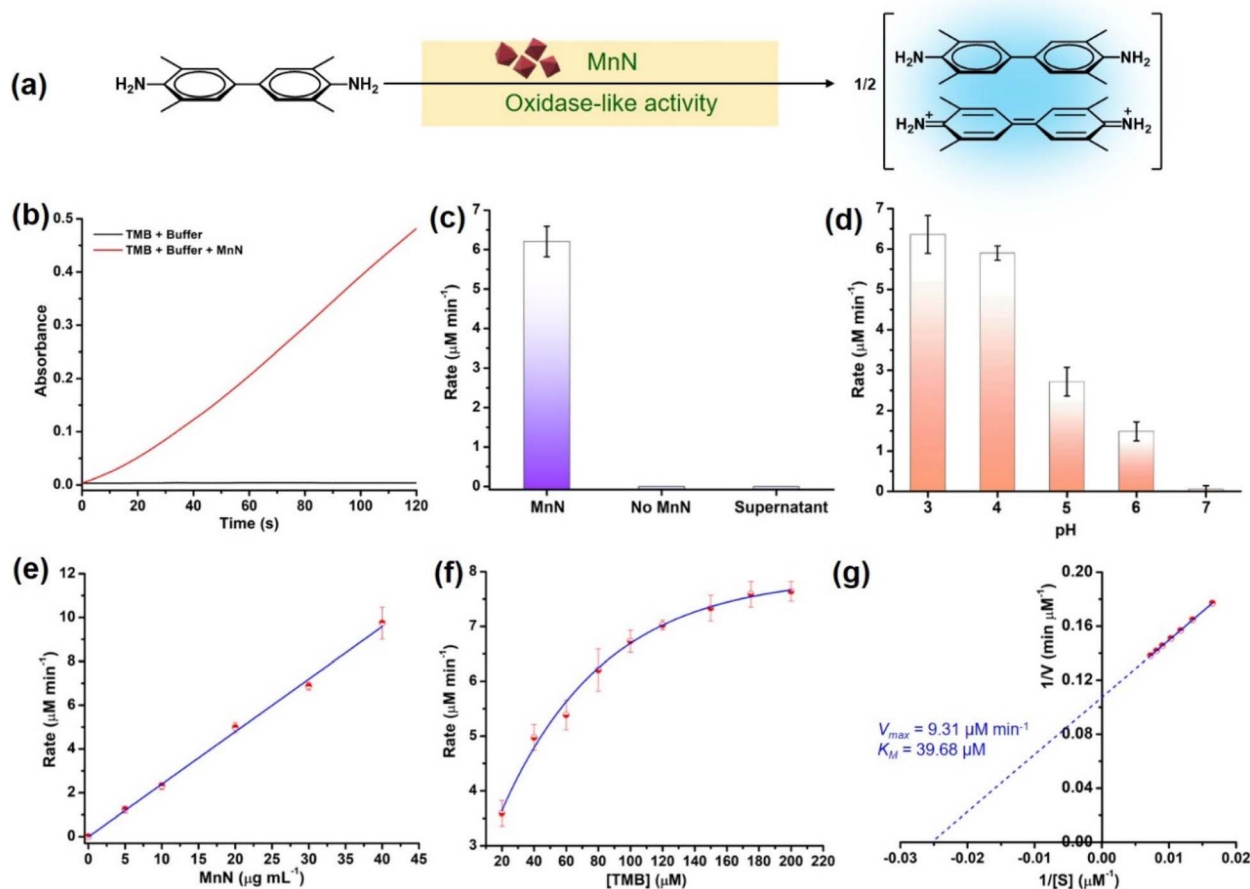 (a)
H₂N
NH₂
MnN
Oxidase-like activity
1/2
H₂N
NH₂
H₂N
+
+
NH₂
(b)
0.5
0.4
0.3
0.2
0.1
0.0
Absorbance
TMB + Buffer
TMB + Buffer + MnN
0 20 40 60 80 100 120
Time (s)
(c)
7
6
5
4
3
2
1
0
Rate (μM min⁻¹)
MnN No MnN Supernatant
(d)
7
6
5
4
3
2
1
0
Rate (μM min⁻¹)
3 4 5 6 7
pH
(e)
12
10
8
6
4
2
0
Rate (μM min⁻¹)
0 5 10 15 20 25 30 35 40 45
MnN (μg mL⁻¹)
(f)
8
7
6
5
4
3
Rate (μM min⁻¹)
20 40 60 80 100 120 140 160 180 200 220
[TMB] (μM)
(g)
0.20
0.16
0.12
0.08
0.04
0.00
1/V (min μM⁻¹)
Vmax = 9.31 μM min⁻¹
KM = 39.68 μM
-0.03 -0.02 -0.01 0.00 0.01 0.02
1/[S] (μM⁻¹)